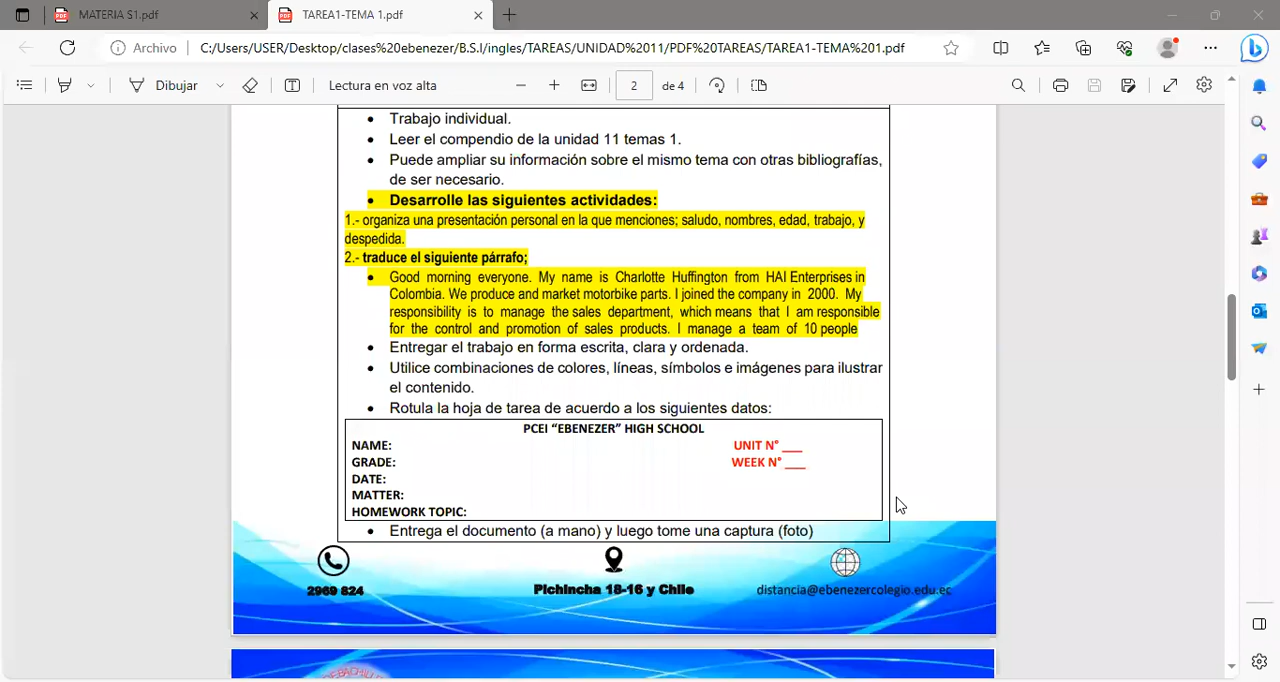 MATERIA S1.pdf
TAREA1-TEMA 1.pdf
Archivo
C:/Users/USER/Desktop/clases%20ebenezer/B.S.I/ingles/TAREAS/UNIDAD%2011/PDF%20TAREAS/TAREA1-TEMA%201.pdf
Dibujar
Lectura en voz alta
2
de 4
Trabajo individual.
Leer el compendio de la unidad 11 temas 1.
Puede ampliar su información sobre el mismo tema con otras bibliografías,
de ser necesario.
Desarrolle las siguientes actividades:
1.- organiza una presentación personal en la que menciones; saludo, nombres, edad, trabajo, y
despedida.
2.- traduce el siguiente párrafo;
Good morning everyone. My name is Charlotte Huffington from HAI Enterprises in
Colombia. We produce and market motorbike parts. I joined the company in 2000. My
responsibility is to manage the sales department, which means that I am responsible
for the control and promotion of sales products. I manage a team of 10 people
Entregar el trabajo en forma escrita, clara y ordenada.
Utilice combinaciones de colores, líneas, símbolos e imágenes para ilustrar
el contenido.
Rotula la hoja de tarea de acuerdo a los siguientes datos:
PCEI “EBENEZER” HIGH SCHOOL
NAME: UNIT N° ___
GRADE: WEEK N° ___
DATE:
MATTER:
HOMEWORK TOPIC:
Entrega el documento (a mano) y luego tome una captura (foto)
2969 824
Pichincha 18-16 y Chile
distancia@ebenezercolegio.edu.ec